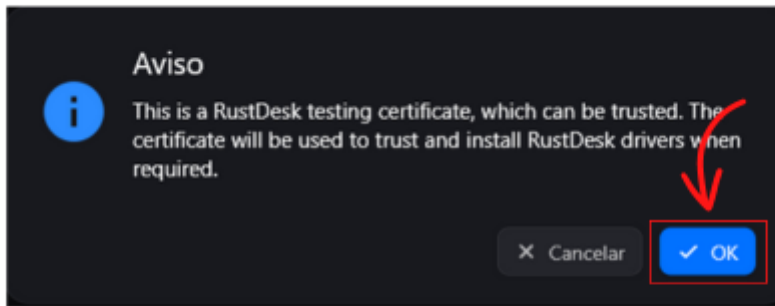 Aviso
This is a RustDesk testing certificate, which can be trusted. The
certificate will be used to trust and install RustDesk drivers when
required.
Cancelar
OK